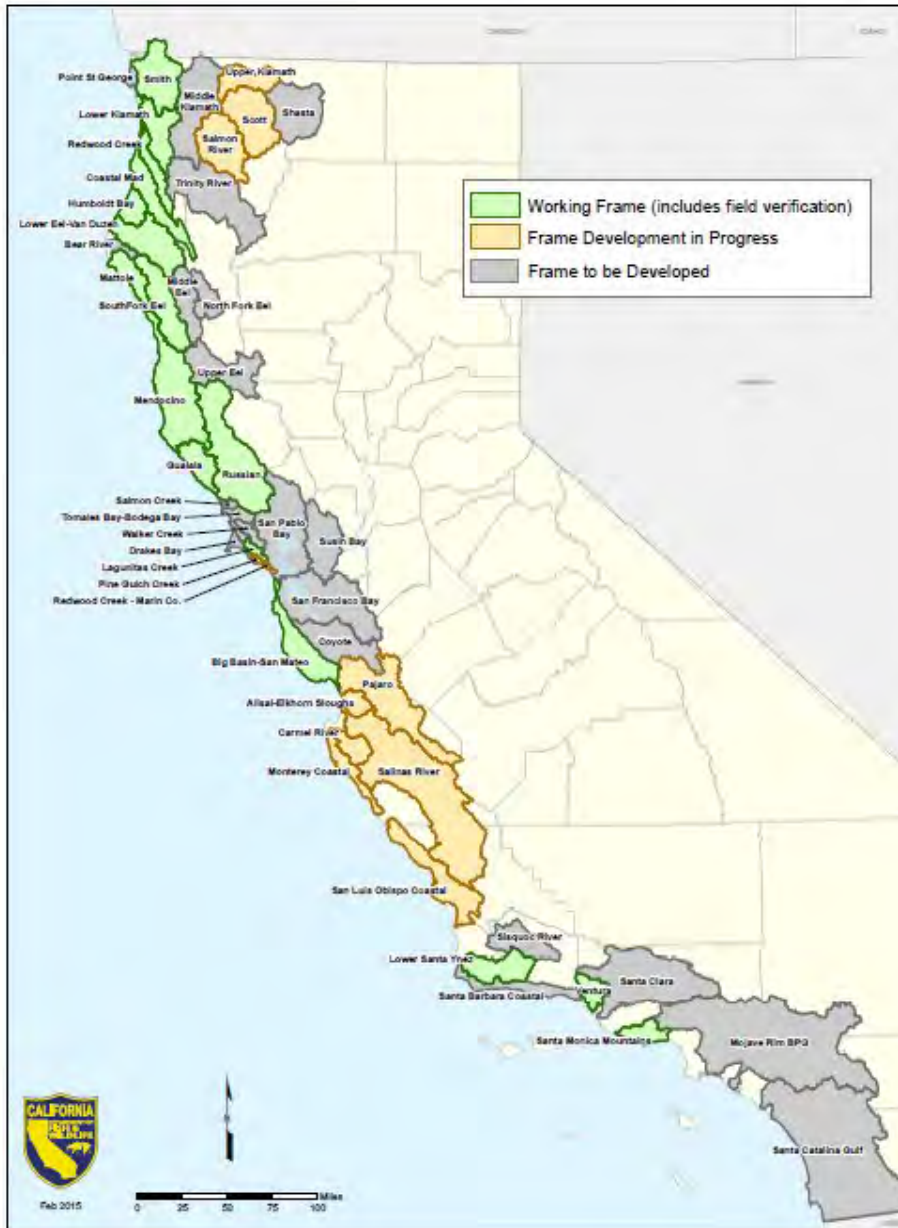 Point St George
Smith
Upper Klamath
Middle
Klamath
Scott
Shasta
Lower Klamath
Salmon
River
Redwood Creek
Coastal Mad
Trinity River
Humboldt Bay
Lower Eel-Van Duzen
Bear River
Working Frame (includes field verification)
Frame Development in Progress
Frame to be Developed
Mattole
Middle
Eel
SouthFork Eel
North Fork Eel
Upper Eel
Mendocino
Gualala
Russian
Salmon Creek
Tomales Bay-Bodega Bay
San Pablo
Bay
Walker Creek
Susin Bay
Drakes Bay
Lagunitas Creek
Pine Gulch Creek
Redwood Creek - Marin Co.
San Francisco Bay
Coyote
Big Basin-San Mateo
Pajaro
Alisal-Elkhorn Sloughs
Carmel River
Monterey Coastal
Salinas River
San Luis Obispo Coastal
Sisquoc River
Lower Santa Ynez
Santa Clara
Ventura
Santa Barbara Coastal
Santa Monica Mountains
Mojave Rim BPG
Santa Catalina Gulf
CALIFORNIA
WILDLIFE
Feb 2015
Miles
0 25 50 75 100